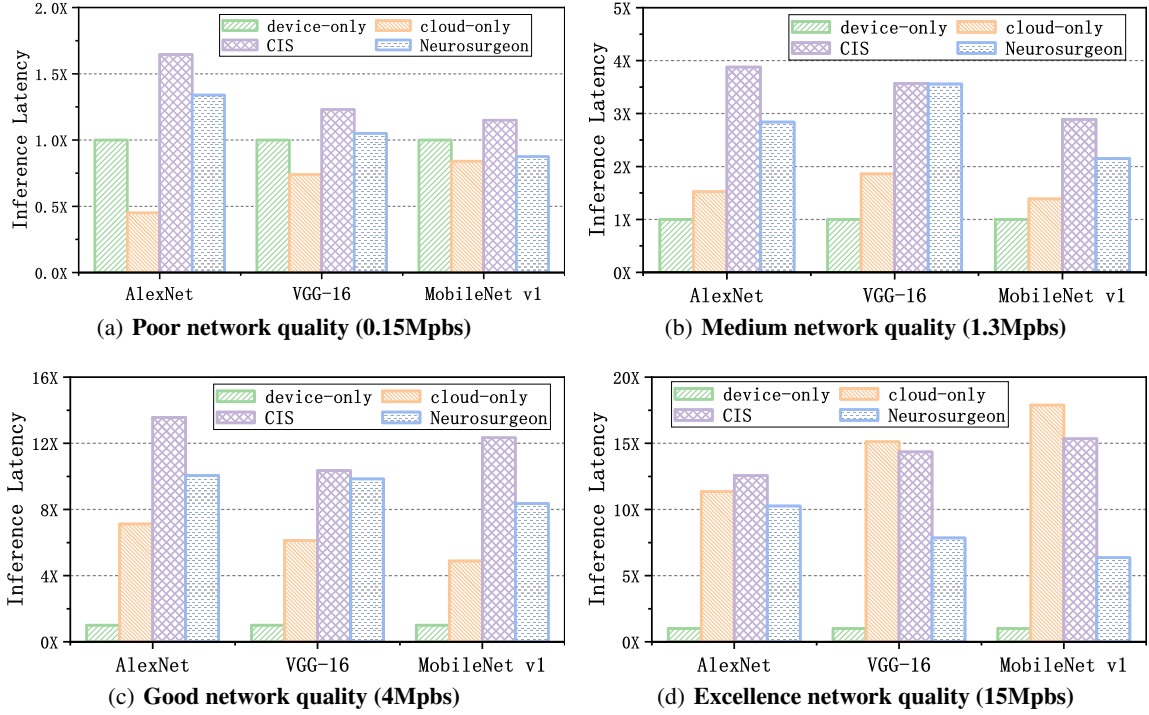 2.0X
1.5X
1.0X
0.5X
0.0X
Inference Latency
device-only
cloud-only
CIS
Neurosurgeon
AlexNet
VGG-16
MobileNet v1
(a) Poor network quality (0.15Mpbs)
5X
4X
3X
2X
1X
0X
Inference Latency
device-only
cloud-only
CIS
Neurosurgeon
AlexNet
VGG-16
MobileNet v1
(b) Medium network quality (1.3Mpbs)
16X
12X
8X
4X
0X
Inference Latency
device-only
cloud-only
CIS
Neurosurgeon
AlexNet
VGG-16
MobileNet v1
(c) Good network quality (4Mpbs)
20X
15X
10X
5X
0X
Inference Latency
device-only
cloud-only
CIS
Neurosurgeon
AlexNet
VGG-16
MobileNet v1
(d) Excellence network quality (15Mpbs)